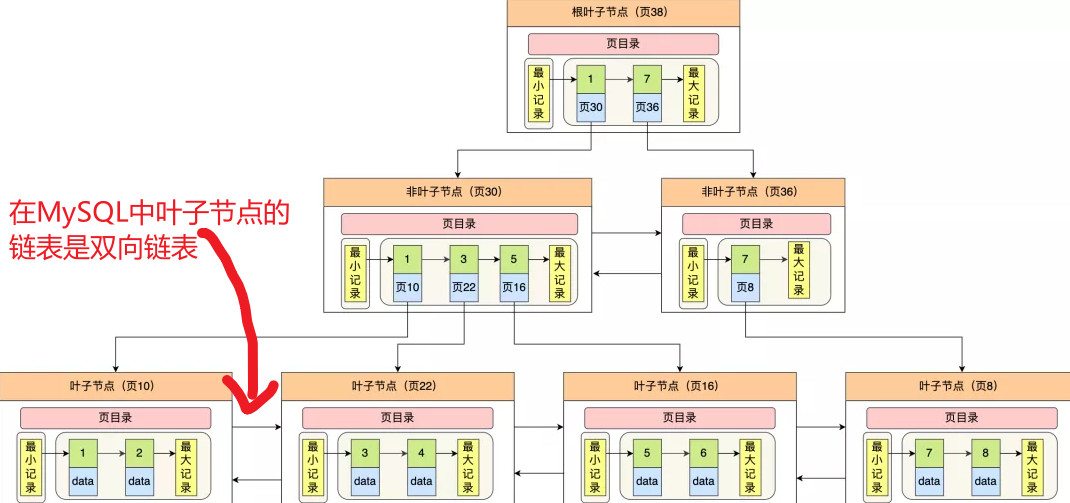 根叶子节点（页38）
页目录
最小记录
1
7
最大记录
页30
页36
在MySQL中叶子节点的
链表是双向链表
非叶子节点（页30）
页目录
最小记录
1
3
5
最大记录
页10
页22
页16
非叶子节点（页36）
页目录
最小记录
7
最大记录
页8
叶子节点（页10）
页目录
最小记录
1
2
最大记录
data
data
叶子节点（页22）
页目录
最小记录
3
4
最大记录
data
data
叶子节点（页16）
页目录
最小记录
5
6
最大记录
data
data
叶子节点（页8）
页目录
最小记录
7
8
最大记录
data
data